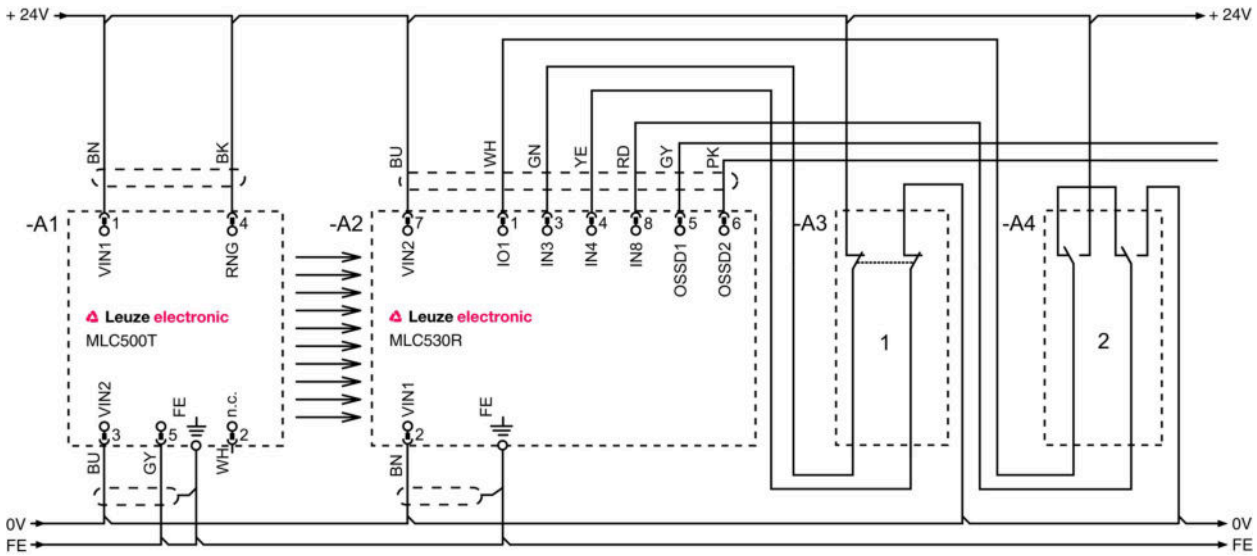 + 24V
+ 24V
BN
BK
BU
WH
GN
YE
RD
GY
PK
-A1
1
4
-A2
7
1
3
4
8
5
6
-A3
-A4
VIN1
RNG
VIN2
IO1
IN3
IN4
IN8
OSSD1
OSSD2
Leuze electronic
MLC500T
Leuze electronic
MLC530R
1
2
VIN2
FE
n.c.
VIN1
FE
3
5
2
2
BU
GY
WH
BN
0V
0V
FE
FE